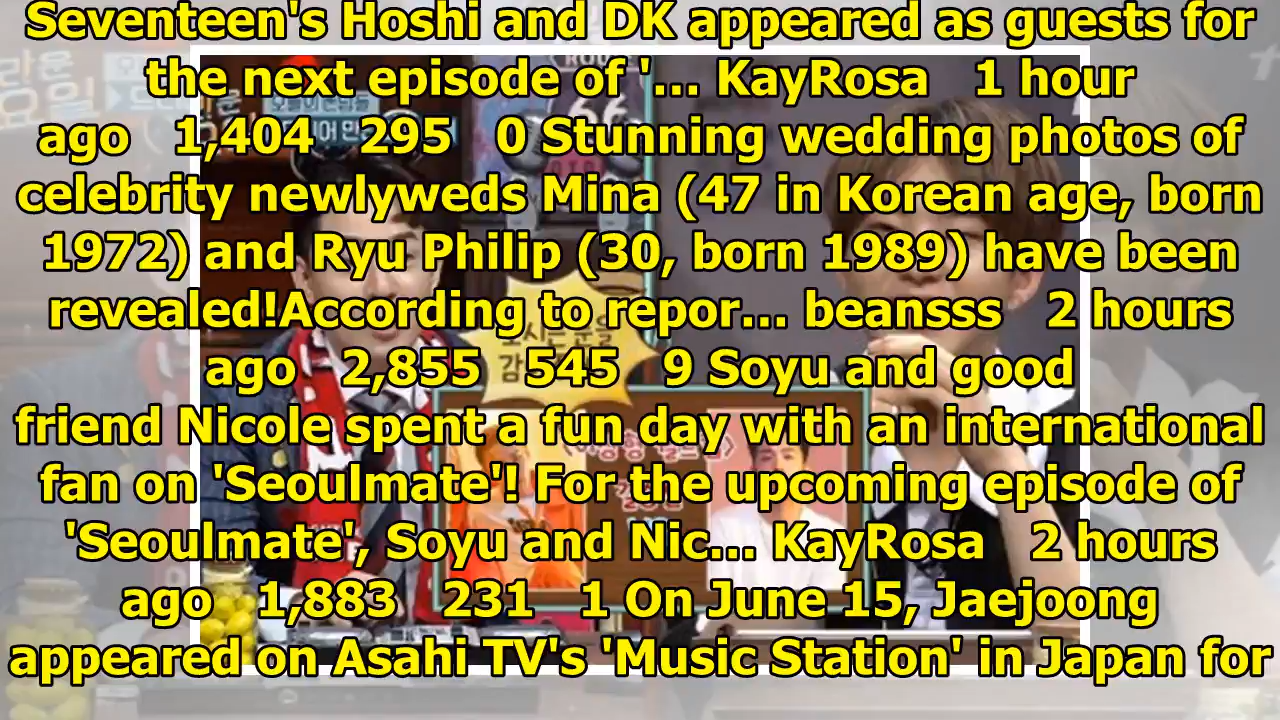 Seventeen's Hoshi and DK appeared as guests for
the next episode of '... KayRosa 1 hour
ago 1,404 295 0 Stunning wedding photos of
celebrity newlyweds Mina (47 in Korean age, born
1972) and Ryu Philip (30, born 1989) have been
revealed!According to repor... beansss 2 hours
ago 2,855 545 9 Soyu and good
friend Nicole spent a fun day with an international
fan on 'Seoulmate'! For the upcoming episode of
'Seoulmate', Soyu and Nic... KayRosa 2 hours
ago 1,883 231 1 On June 15, Jaejoong
appeared on Asahi TV's 'Music Station' in Japan for